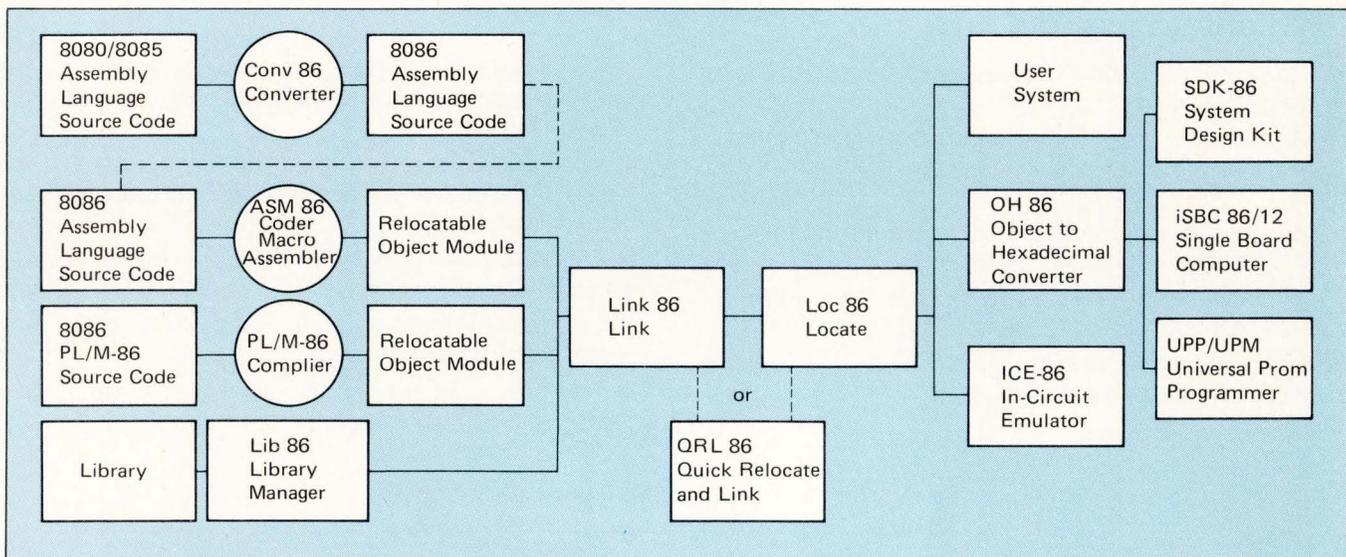 8080/8085
Assembly
Language
Source Code
Conv 86
Converter
8086
Assembly
Language
Source Code
8086
Assembly
Language
Source Code
ASM 86
Coder
Macro
Assembler
Relocatable
Object Module
8086
PL/M-86
Source Code
PL/M-86
Complier
Relocatable
Object Module
Library
Lib 86
Library
Manager
Link 86
Link
or
Loc 86
Locate
QRL 86
Quick Relocate
and Link
User
System
OH 86
Object to
Hexadecimal
Converter
ICE-86
In-Circuit
Emulator
SDK-86
System
Design Kit
iSBC 86/12
Single Board
Computer
UPP/UPM
Universal Prom
Programmer